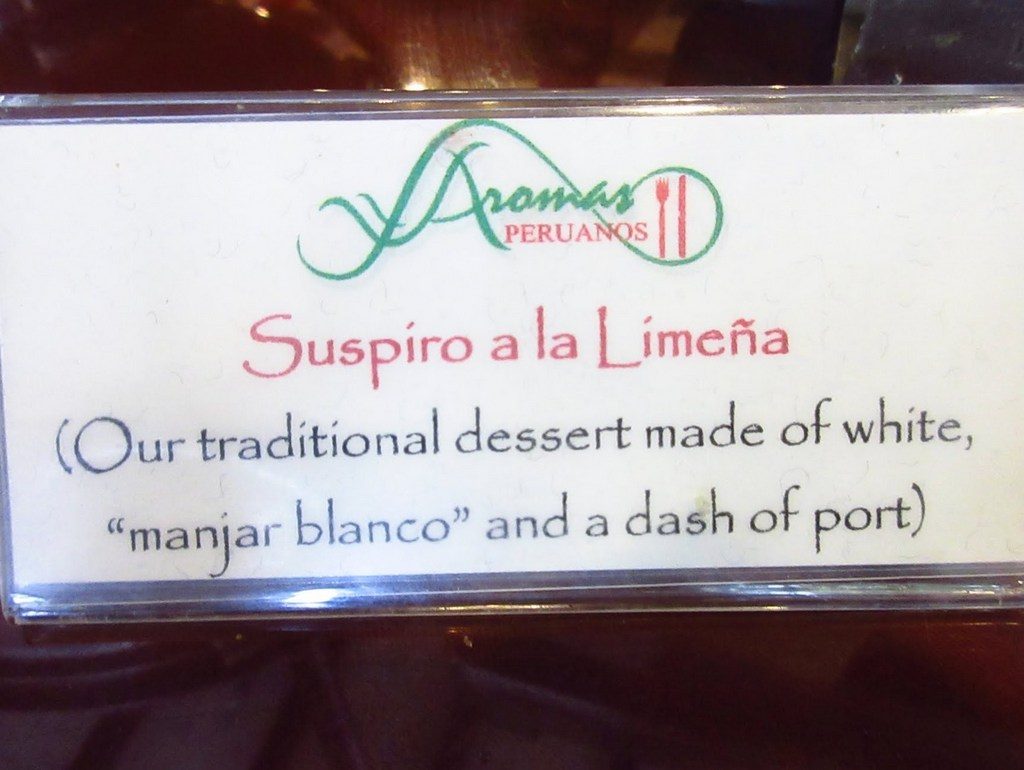 Aromas
PERUANOS
Suspiro a la Limeña
(Our traditional dessert made of white,
“manjar blanco” and a dash of port)